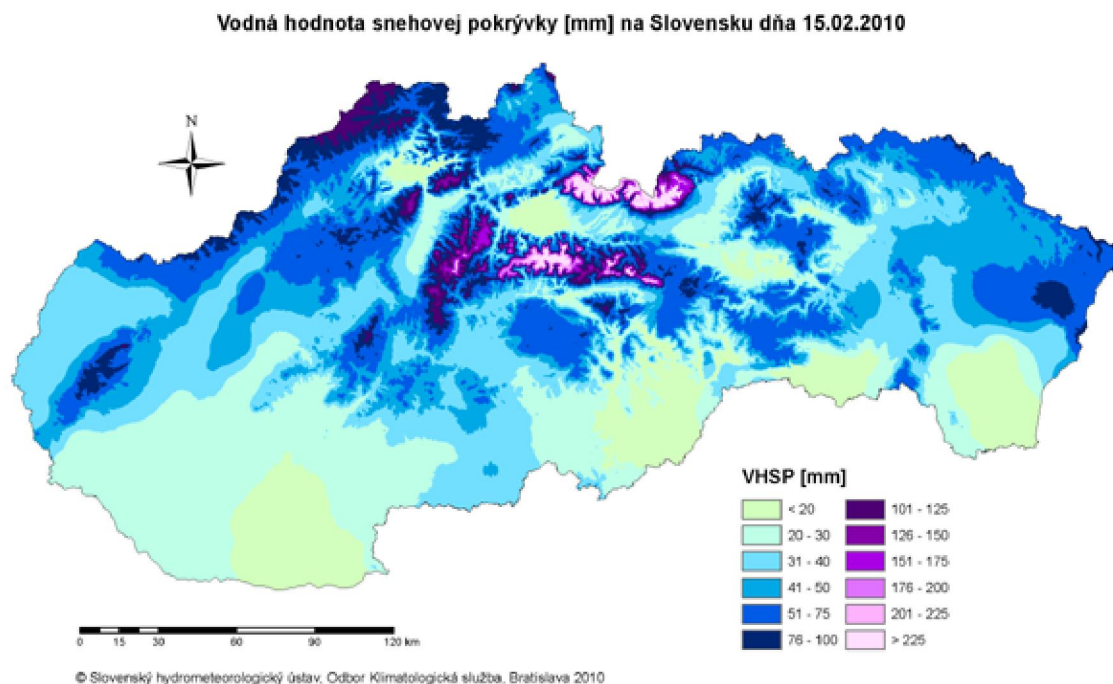 Vodná hodnota snehovej pokrývky [mm] na Slovensku dňa 15.02.2010
N
VHSP [mm]
< 20
101 - 125
20 - 30
126 - 150
31 - 40
151 - 175
41 - 50
176 - 200
51 - 75
201 - 225
76 - 100
> 225
0 15 30 60 90 120 km
© Slovenský hydrometeorologický ústav, Odbor Klimatologická služba, Bratislava 2010